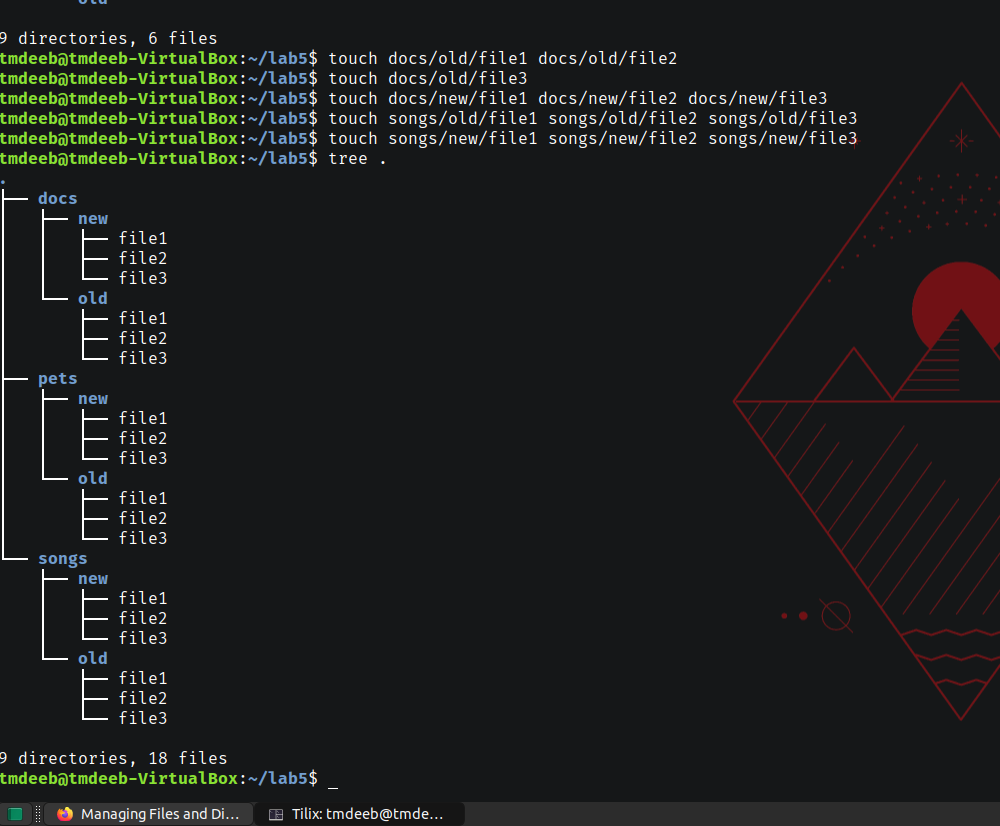 old
9 directories, 6 files
tmdeeb@tmdeeb-VirtualBox:~/lab5$ touch docs/old/file1 docs/old/file2
tmdeeb@tmdeeb-VirtualBox:~/lab5$ touch docs/old/file3
tmdeeb@tmdeeb-VirtualBox:~/lab5$ touch docs/new/file1 docs/new/file2 docs/new/file3
tmdeeb@tmdeeb-VirtualBox:~/lab5$ touch songs/old/file1 songs/old/file2 songs/old/file3
tmdeeb@tmdeeb-VirtualBox:~/lab5$ touch songs/new/file1 songs/new/file2 songs/new/file3
tmdeeb@tmdeeb-VirtualBox:~/lab5$ tree .
.
├── docs
│   ├── new
│   │   ├── file1
│   │   ├── file2
│   │   └── file3
│   └── old
│       ├── file1
│       ├── file2
│       └── file3
├── pets
│   ├── new
│   │   ├── file1
│   │   ├── file2
│   │   └── file3
│   └── old
│       ├── file1
│       ├── file2
│       └── file3
└── songs
    ├── new
    │   ├── file1
    │   ├── file2
    │   └── file3
    └── old
        ├── file1
        ├── file2
        └── file3
9 directories, 18 files
tmdeeb@tmdeeb-VirtualBox:~/lab5$ _
Managing Files and Di...
Tilix: tmdeeb@tmde...